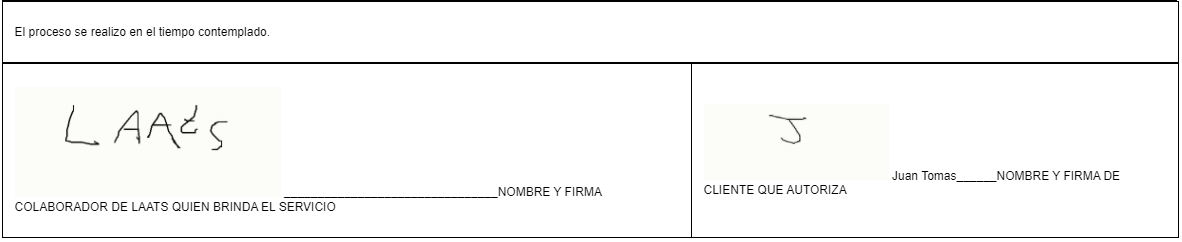 El proceso se realizo en el tiempo contemplado.
LAAtS
_________________________________NOMBRE Y FIRMA
COLABORADOR DE LAATS QUIEN BRINDA EL SERVICIO
J
Juan Tomas______NOMBRE Y FIRMA DE
CLIENTE QUE AUTORIZA